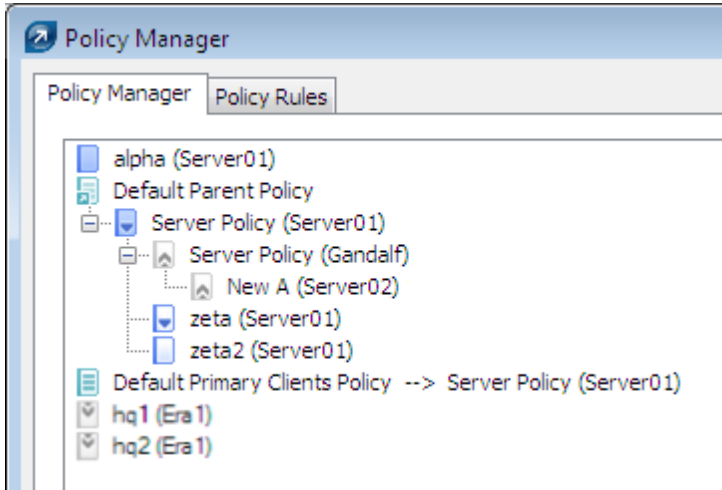 Policy Manager
Policy Manager Policy Rules
alpha (Server01)
Default Parent Policy
Server Policy (Server01)
Server Policy (Gandalf)
New A (Server02)
zeta (Server01)
zeta2 (Server01)
Default Primary Clients Policy --> Server Policy (Server01)
hq1 (Era1)
hq2 (Era1)